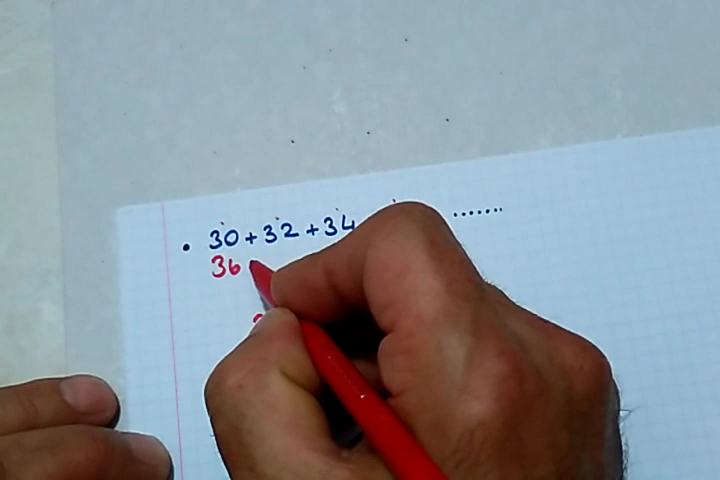 • 30 + 32 + 34 .......
36